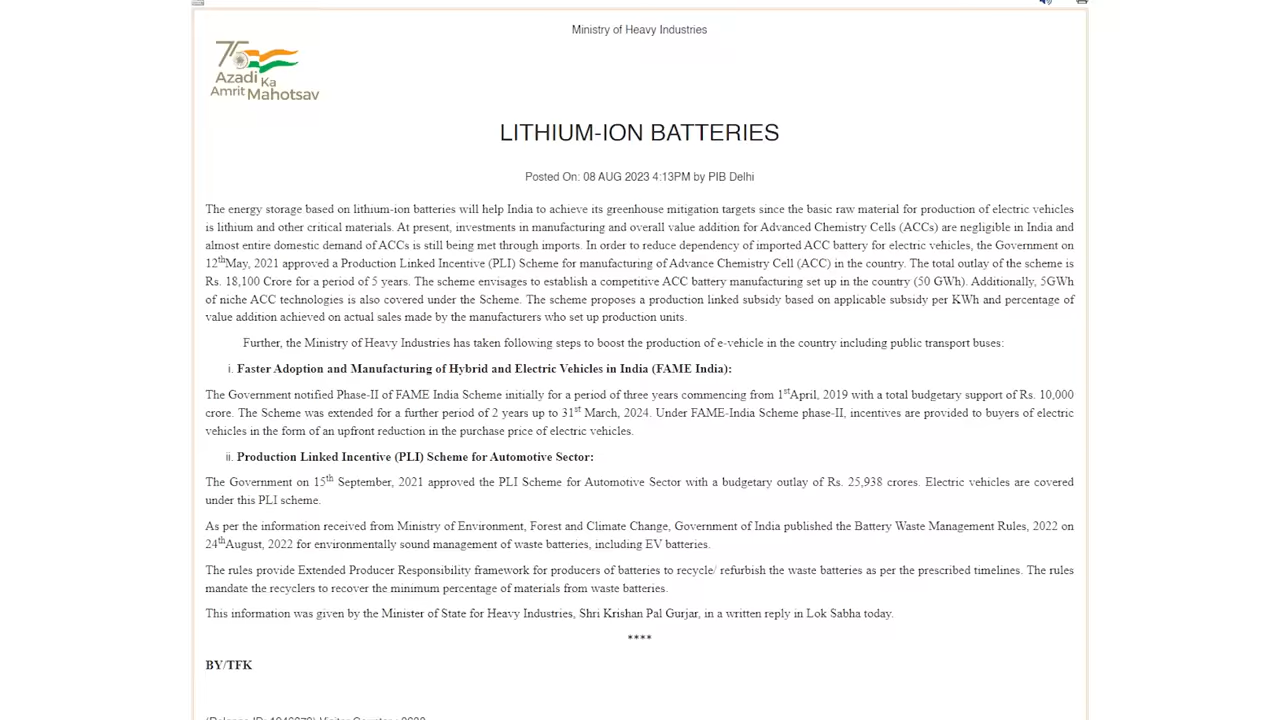 Ministry of Heavy Industries
75
Azadi Ka
Amrit Mahotsav
LITHIUM-ION BATTERIES
Posted On: 08 AUG 2023 4:13PM by PIB Delhi
The energy storage based on lithium-ion batteries will help India to achieve its greenhouse mitigation targets since the basic raw material for production of electric vehicles
is lithium and other critical materials. At present, investments in manufacturing and overall value addition for Advanced Chemistry Cells (ACCs) are negligible in India and
almost entire domestic demand of ACCs is still being met through imports. In order to reduce dependency of imported ACC battery for electric vehicles, the Government on
12thMay, 2021 approved a Production Linked Incentive (PLI) Scheme for manufacturing of Advance Chemistry Cell (ACC) in the country. The total outlay of the scheme is
Rs. 18,100 Crore for a period of 5 years. The scheme envisages to establish a competitive ACC battery manufacturing set up in the country (50 GWh). Additionally, 5GWh
of niche ACC technologies is also covered under the Scheme. The scheme proposes a production linked subsidy based on applicable subsidy per KWh and percentage of
value addition achieved on actual sales made by the manufacturers who set up production units.
Further, the Ministry of Heavy Industries has taken following steps to boost the production of e-vehicle in the country including public transport buses:
i. Faster Adoption and Manufacturing of Hybrid and Electric Vehicles in India (FAME India):
The Government notified Phase-II of FAME India Scheme initially for a period of three years commencing from 1stApril, 2019 with a total budgetary support of Rs. 10,000
crore. The Scheme was extended for a further period of 2 years up to 31st March, 2024. Under FAME-India Scheme phase-II, incentives are provided to buyers of electric
vehicles in the form of an upfront reduction in the purchase price of electric vehicles.
ii. Production Linked Incentive (PLI) Scheme for Automotive Sector:
The Government on 15th September, 2021 approved the PLI Scheme for Automotive Sector with a budgetary outlay of Rs. 25,938 crores. Electric vehicles are covered
under this PLI scheme.
As per the information received from Ministry of Environment, Forest and Climate Change, Government of India published the Battery Waste Management Rules, 2022 on
24thAugust, 2022 for environmentally sound management of waste batteries, including EV batteries.
The rules provide Extended Producer Responsibility framework for producers of batteries to recycle/ refurbish the waste batteries as per the prescribed timelines. The rules
mandate the recyclers to recover the minimum percentage of materials from waste batteries.
This information was given by the Minister of State for Heavy Industries, Shri Krishan Pal Gurjar, in a written reply in Lok Sabha today.
****
BY/TFK